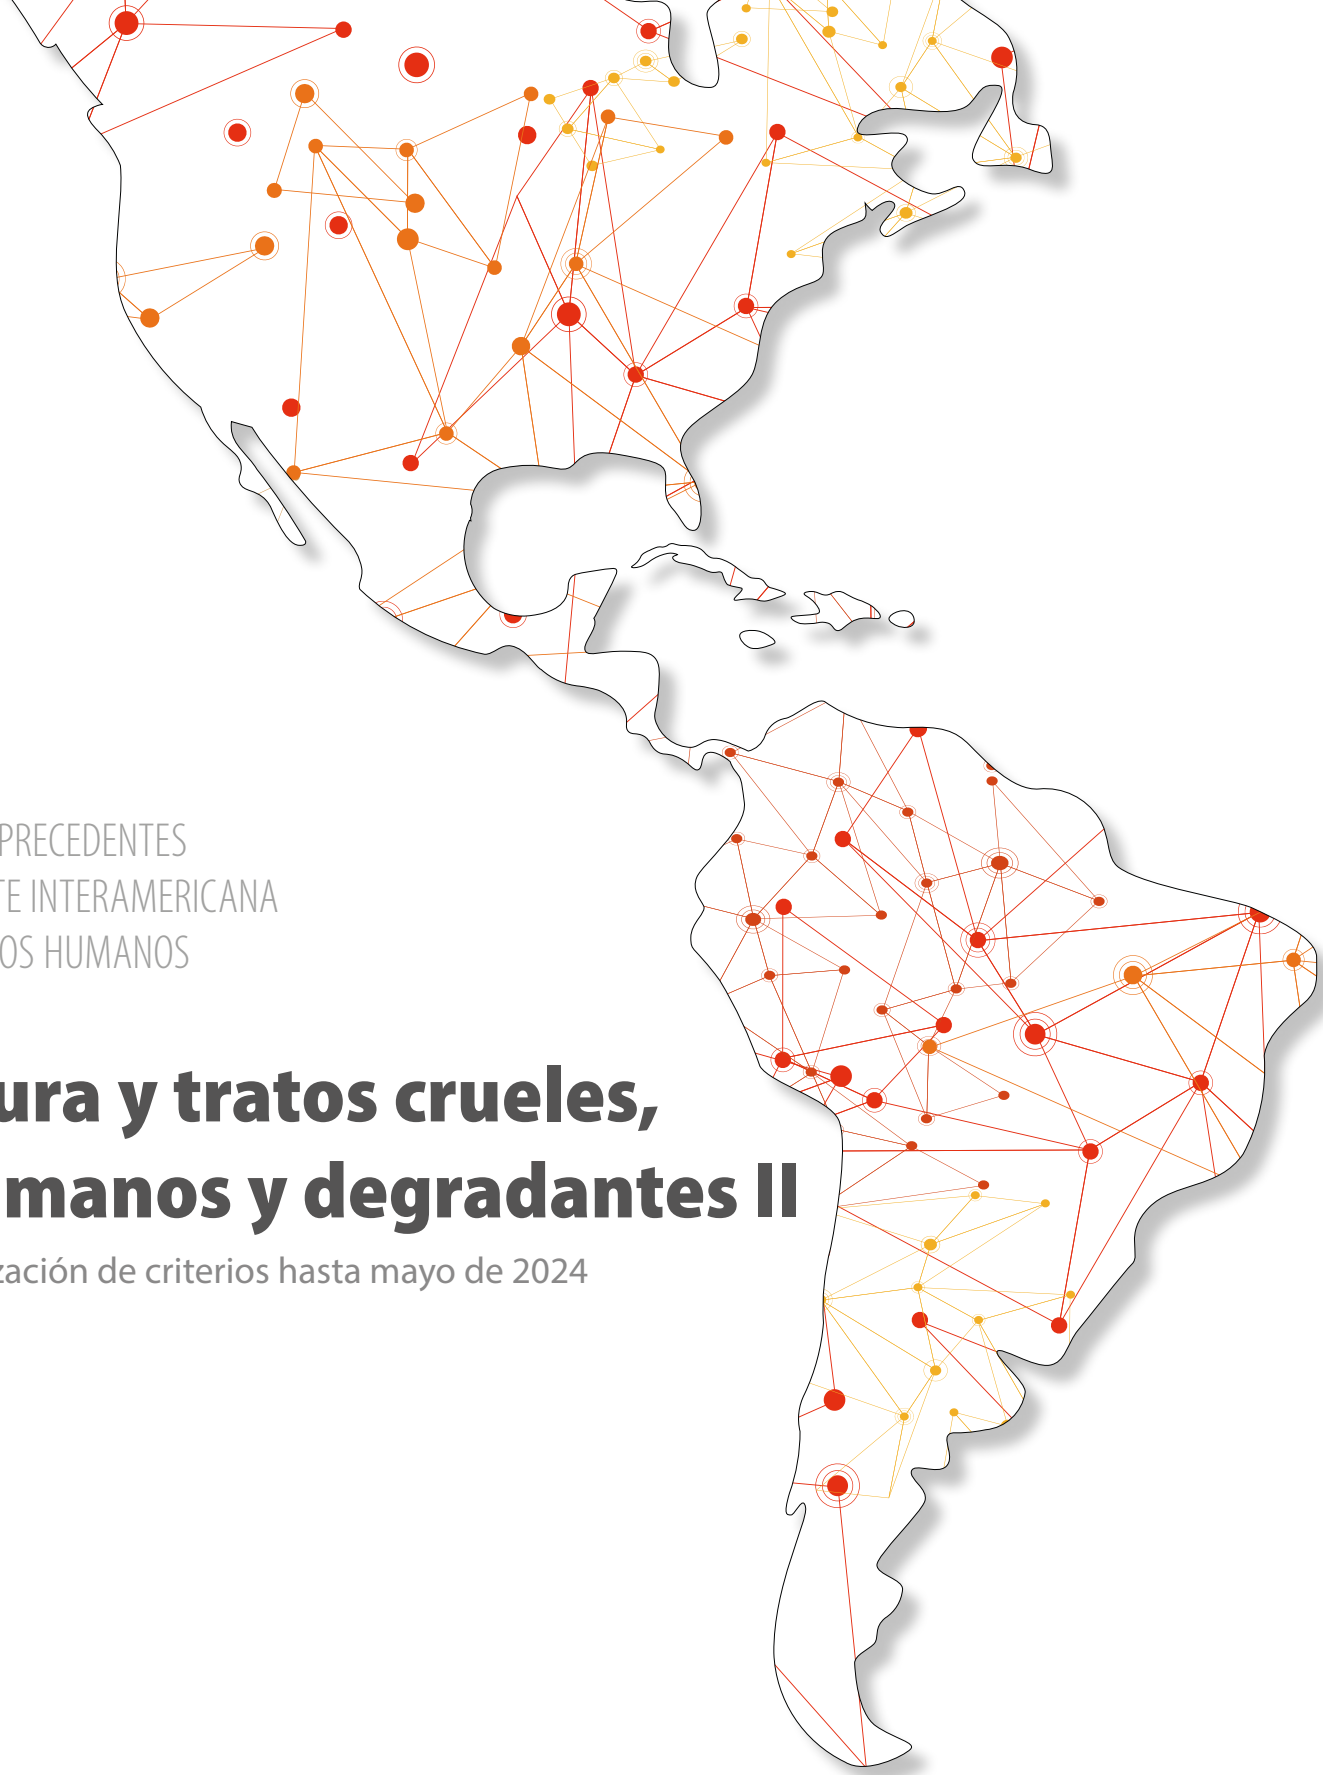 PRECEDENTES
TE INTERAMERICANA
OS HUMANOS
ura y tratos crueles,
manos y degradantes II
zación de criterios hasta mayo de 2024